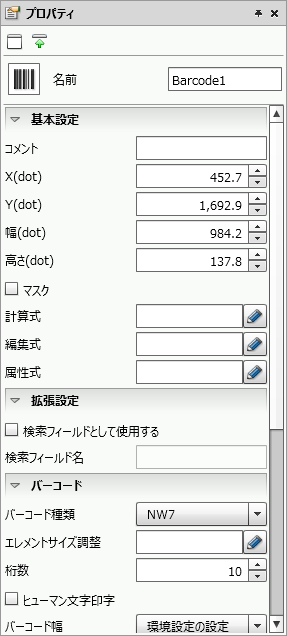 プロパティ
名前 Barcode1
基本設定
コメント
X(dot) 452.7
Y(dot) 1,692.9
幅(dot) 984.2
高さ(dot) 137.8
マスク
計算式
編集式
属性式
拡張設定
検索フィールドとして使用する
検索フィールド名
バーコード
バーコード種類 NW7
エレメントサイズ調整
桁数 10
ヒューマン文字印字
バーコード幅 環境設定の設定